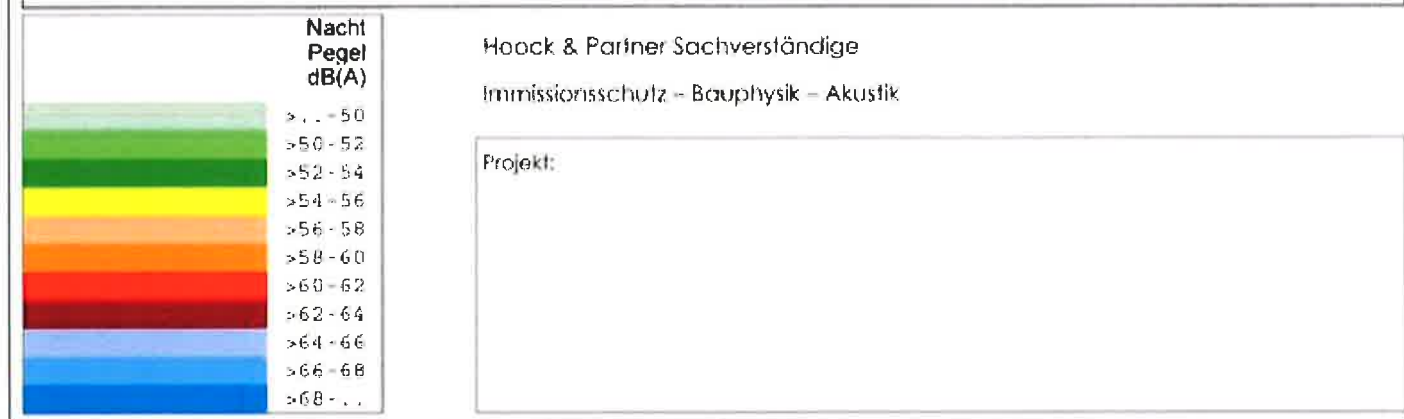 Nacht
Pegel
dB(A)
>..-50
>50-52
>52-54
>54-56
>56-58
>58-60
>60-62
>62-64
>64-66
>66-68
>68-..
Hoock & Partner Sachverständige
Immissionsschutz – Bauphysik – Akustik
Projekt: